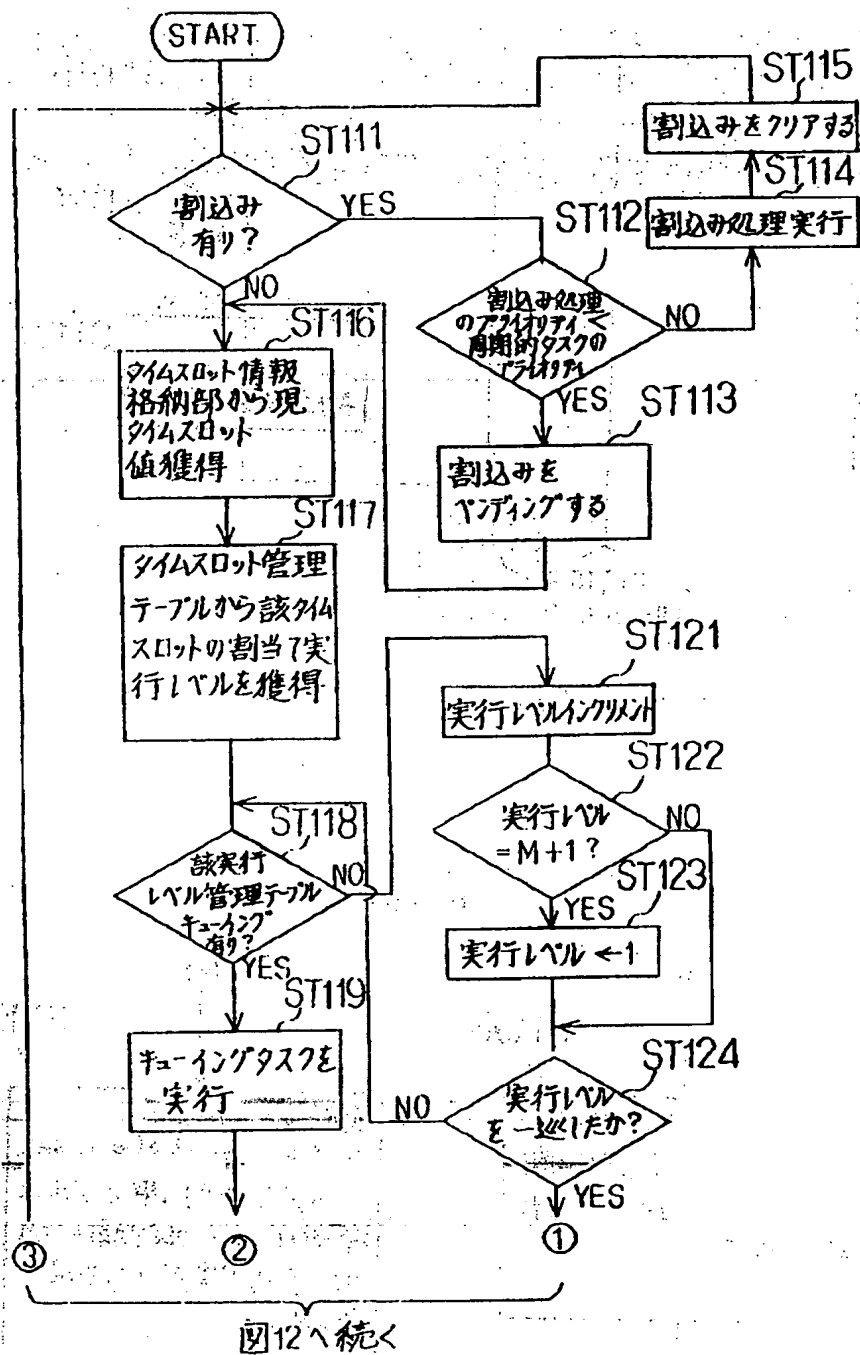 START
ST111
割込み
有り?
YES
NO
ST115
割込みをクリアする
ST114
割込み処理実行
ST112
割込み処理
のプライオリティ<
周期的タスクの
プライオリティ
NO
YES
ST113
割込みを
ペンディングする
ST116
タイムスロット情報
格納部から現
タイムスロット
値獲得
ST117
タイムスロット管理
テーブルから該タイム
スロットの割当て実
行レベルを獲得
ST118
該実行
レベル管理テーブル
キューイング
有り?
NO
YES
ST119
キューイングタスクを
実行
ST121
実行レベルインクリメント
ST122
実行レベル
=M+1?
NO
YES
ST123
実行レベル←1
ST124
実行レベル
を一巡したか?
NO
YES
③
②
①
図12へ続く